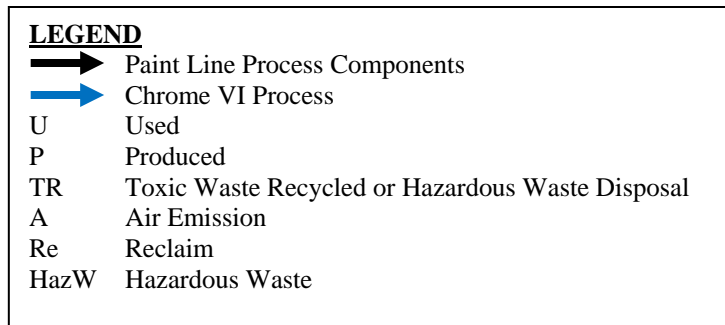 LEGEND
Paint Line Process Components
Chrome VI Process
U Used
P Produced
TR Toxic Waste Recycled or Hazardous Waste Disposal
A Air Emission
Re Reclaim
HazW Hazardous Waste